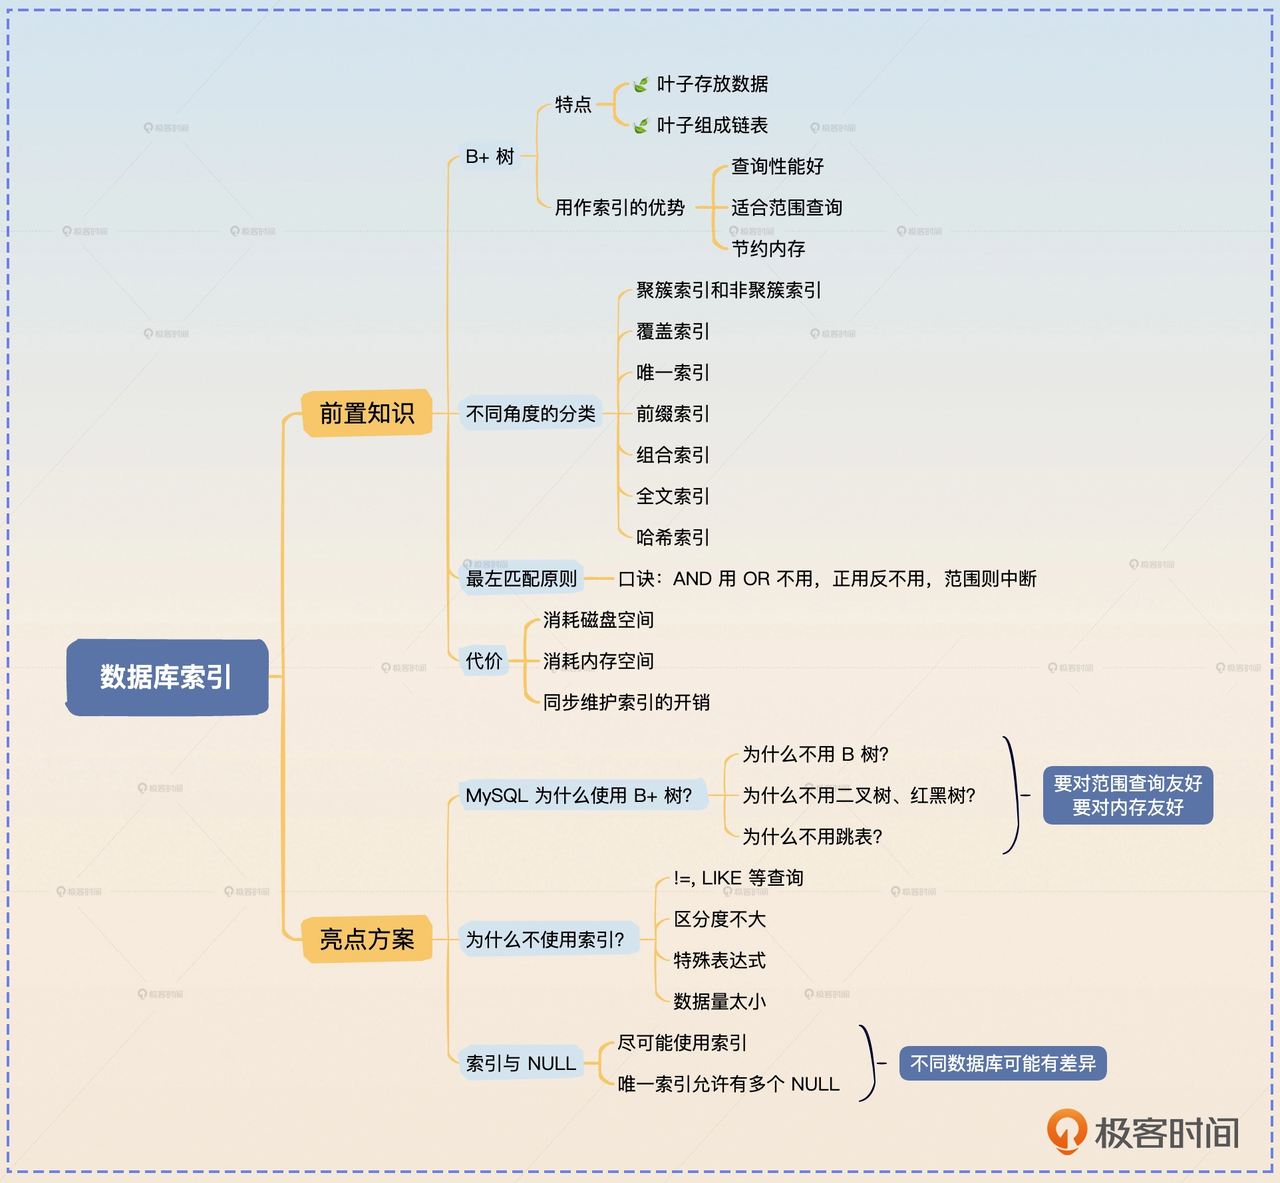 数据库索引
前置知识
B+ 树
特点
叶子存放数据
叶子组成链表
用作索引的优势
查询性能好
适合范围查询
节约内存
不同角度的分类
聚簇索引和非聚簇索引
覆盖索引
唯一索引
前缀索引
组合索引
全文索引
哈希索引
最左匹配原则
口诀：AND 用 OR 不用，正用反不用，范围则中断
代价
消耗磁盘空间
消耗内存空间
同步维护索引的开销
亮点方案
MySQL 为什么使用 B+ 树？
为什么不用 B 树？
为什么不用二叉树、红黑树？
为什么不用跳表？
要对范围查询友好
要对内存友好
为什么不使用索引？
!=, LIKE 等查询
区分度不大
特殊表达式
数据量太小
索引与 NULL
尽可能使用索引
唯一索引允许有多个 NULL
不同数据库可能有差异
极客时间